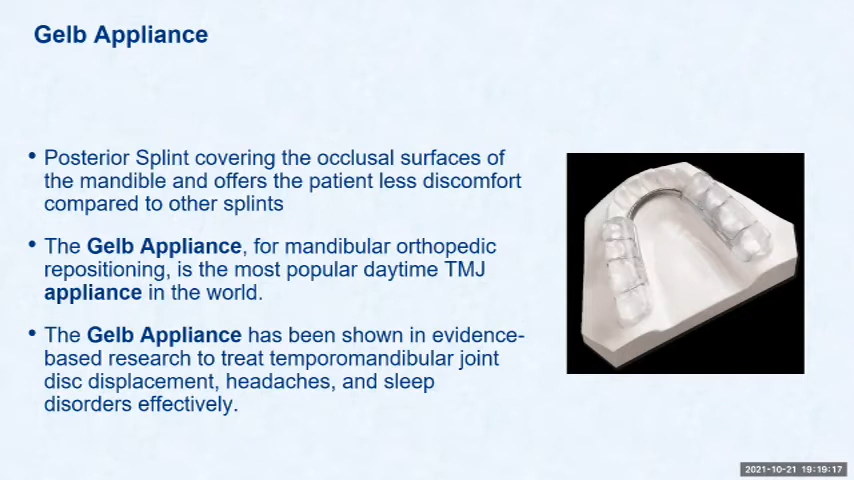 Gelb Appliance
• Posterior Splint covering the occlusal surfaces of
the mandible and offers the patient less discomfort
compared to other splints
• The Gelb Appliance, for mandibular orthopedic
repositioning, is the most popular daytime TMJ
appliance in the world.
• The Gelb Appliance has been shown in evidence-
based research to treat temporomandibular joint
disc displacement, headaches, and sleep
disorders effectively.
2021-10-21 19:19:17